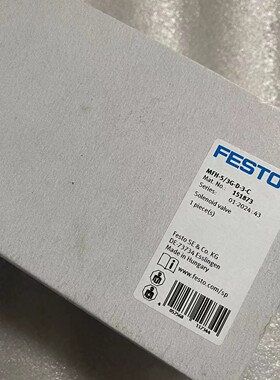 FESTO
MFH-5/3G-D-3-C
Mat. No.: 151873
Series: 01.2024 43
Solenoid valve
1 piece(s)
Festo SE & Co. KG
DE 73734 Esslingen
Made in Hungary
www.festo.com/sp